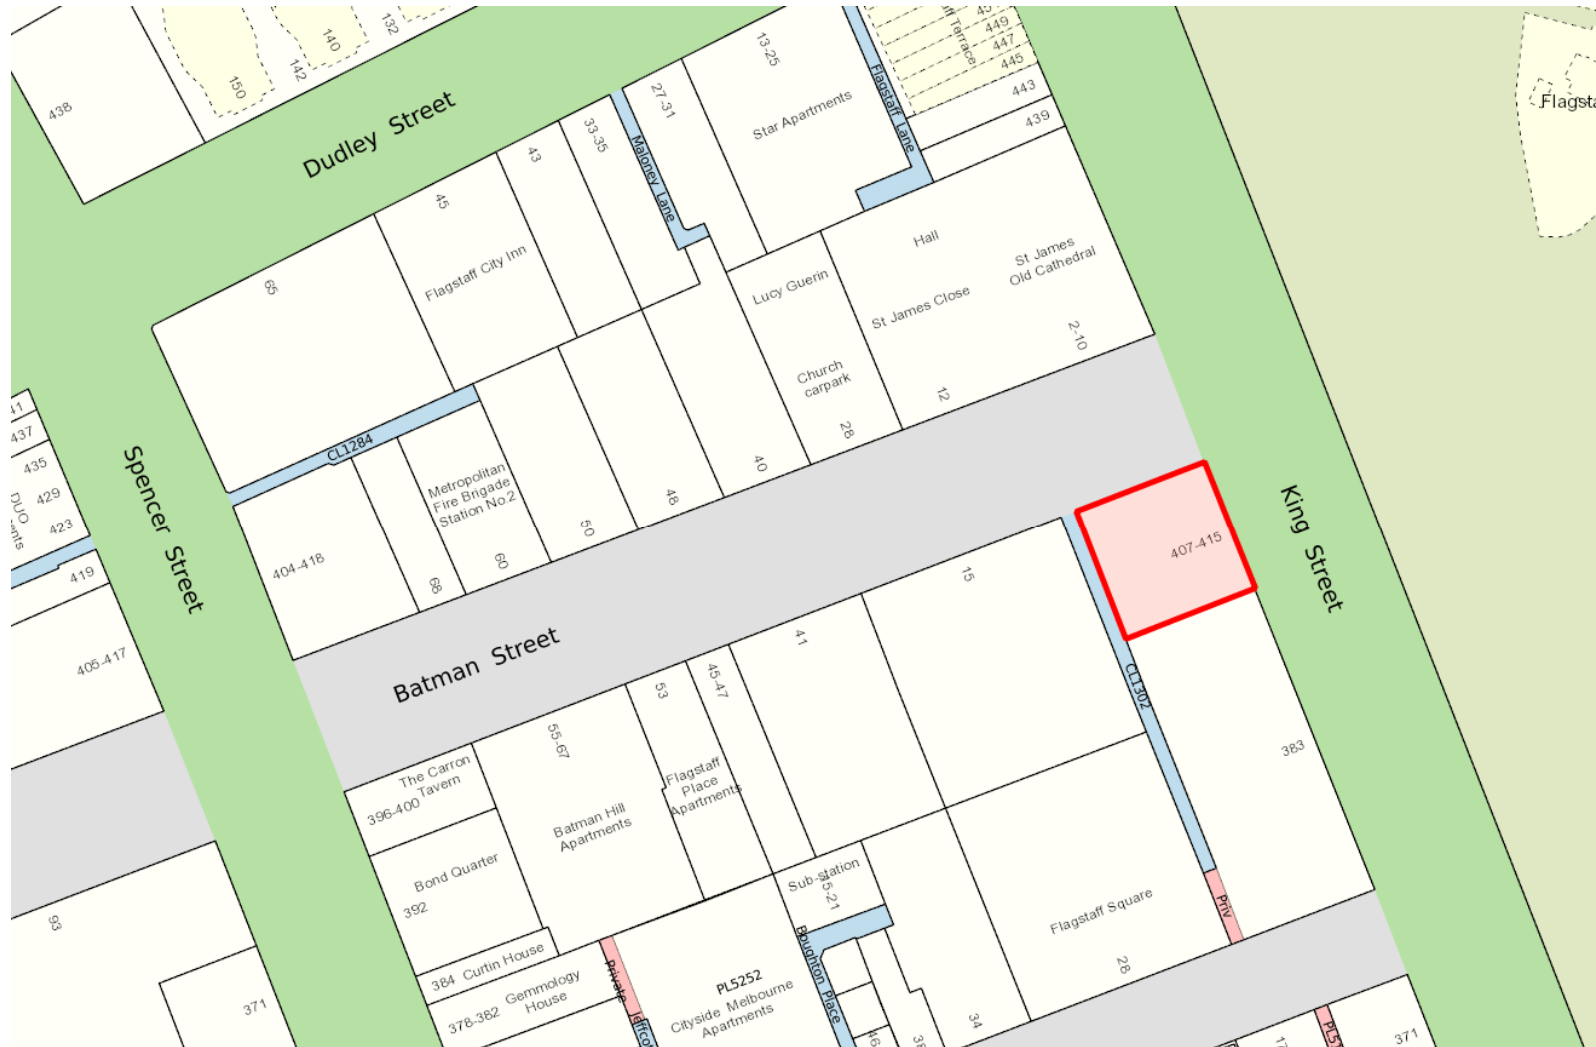 438
150
142
140
132
Dudley Street
13-25
Star Apartments
Flagstaff Lane
449
447
445
443
439
27-31
33-35
Maloney Lane
43
45
Flagstaff City Inn
65
Hall
St James
Old Cathedral
St James Close
2-10
12
Lucy Guerin
Church
carpark
28
40
48
50
60
Metropolitan
Fire Brigade
Station No.2
68
404-418
CL1284
437
435
429
423
419
405-417
Spencer Street
Batman Street
King Street
407-415
CL1302
383
Priv
15
41
45-47
53
Flagstaff
Place
Apartments
55-67
Batman Hill
Apartments
The Carron
Tavern
396-400
Bond Quarter
392
384 Curtin House
Gemmology
House
378-382
Private
PL5252
Cityside Melbourne
Apartments
Sub-station
Boughton Place
Flagstaff Square
28
34
46
93
371
371